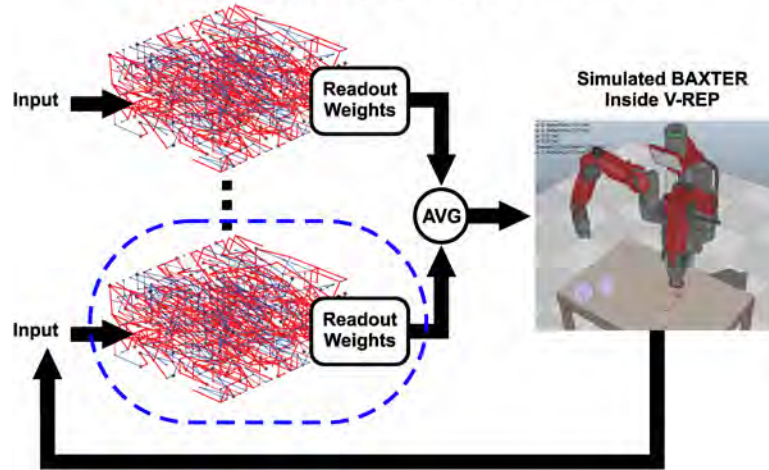 Input
Readout
Weights
Simulated BAXTER
Inside V-REP
AVG
Input
Readout
Weights